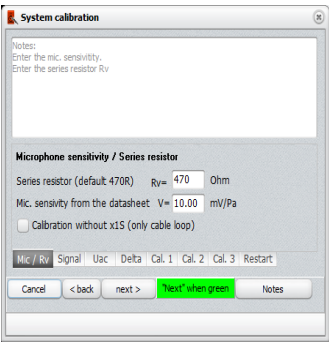 System calibration
Notes:
Enter the mic. sensivitity.
Enter the series resistor Rv
Microphone sensitivity / Series resistor
Series resistor (default 470R) Rv= 470 Ohm
Mic. sensivity from the datasheet V= 10.00 mV/Pa
Calibration without x1S (only cable loop)
Mic / Rv Signal Uac Delta Cal. 1 Cal. 2 Cal. 3 Restart
Cancel < back next > "Next" when green Notes